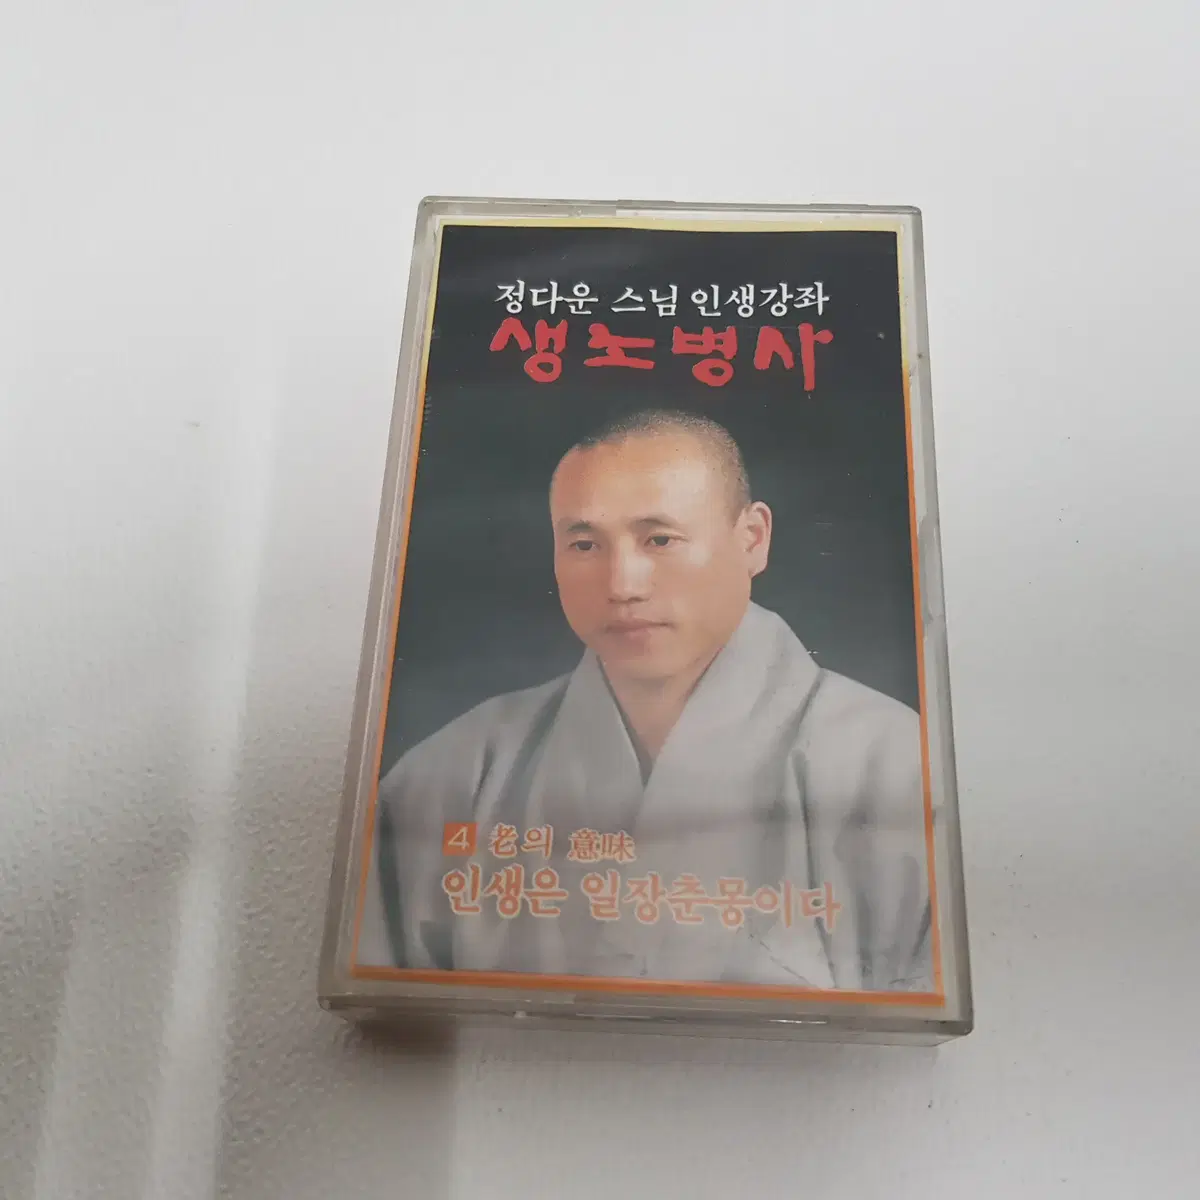 정다운 스님 인생강좌
생노병사
4 老의 意味
인생은 일장춘몽이다